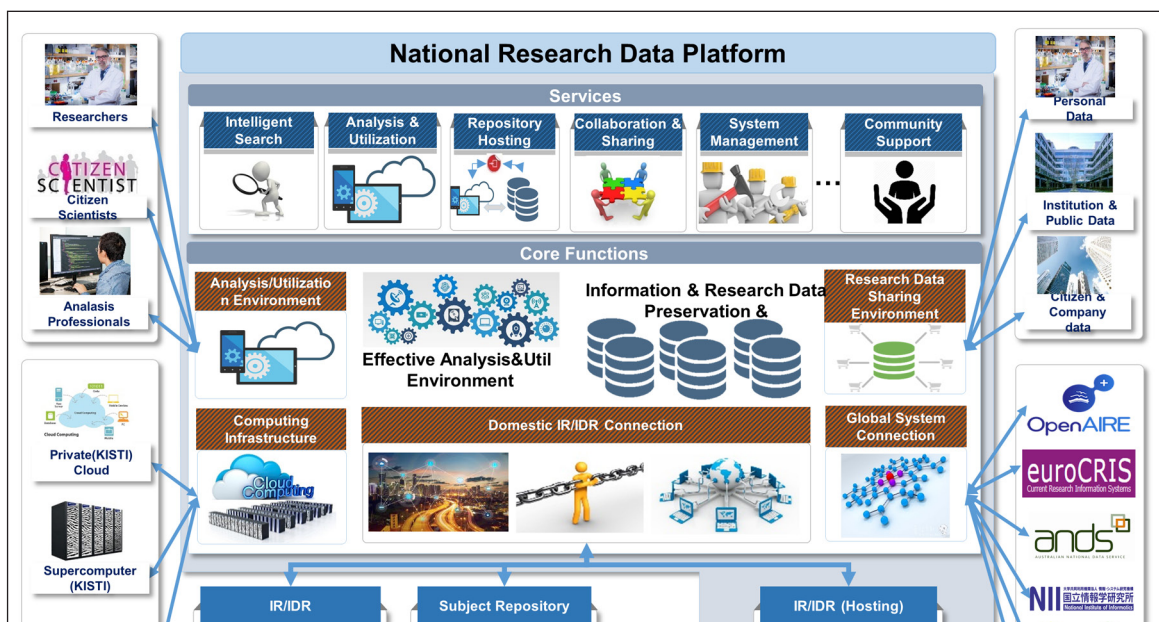 National Research Data Platform
Researchers
CITIZEN
SCIENTIST
Citizen
Scientists
Analasis
Professionals
Services
Intelligent
Search
Analysis &
Utilization
Repository
Hosting
Collaboration &
Sharing
System
Management
...
Community
Support
Personal
Data
Institution &
Public Data
Citizen &
Company
data
Core Functions
Analysis/Utilizatio
n Environment
Effective Analysis&Util
Environment
Information & Research Data
Preservation &
Research Data
Sharing
Environment
Private(KISTI)
Cloud
Cloud Computing
Supercomputer
(KISTI)
Computing
Infrastructure
Cloud
Computing
Domestic IR/IDR Connection
Global System
Connection
OpenAIRE
euroCRIS
Current Research Information Systems
ands
AUSTRALIAN NATIONAL DATA SERVICE
NII
国立情報学研究所
National Institute of Informatics
IR/IDR
Subject Repository
IR/IDR (Hosting)